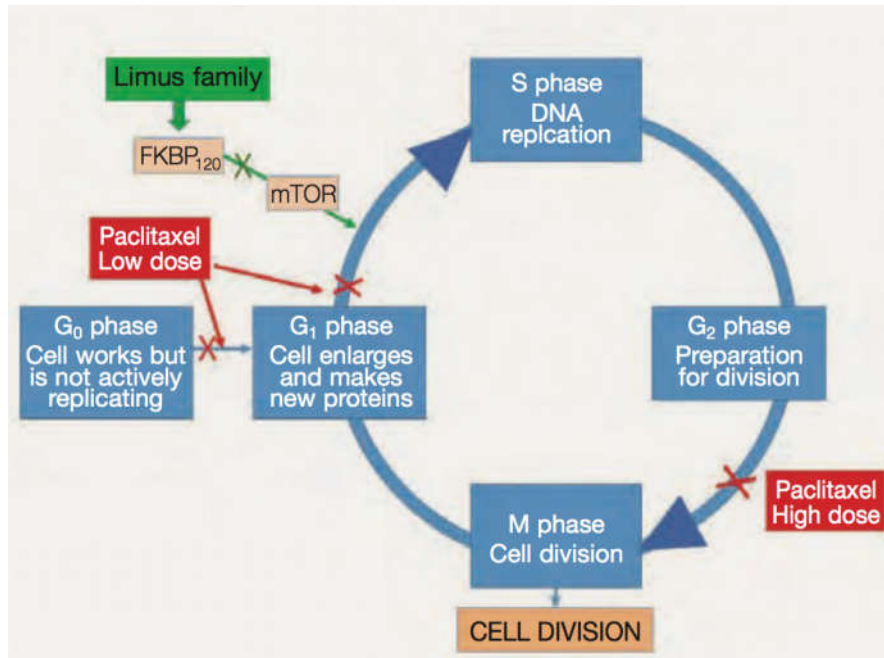 Limus family
FKBP120
mTOR
Paclitaxel
Low dose
S phase
DNA
replcation
G0 phase
Cell works but
is not actively
replicating
G1 phase
Cell enlarges
and makes
new proteins
G2 phase
Preparation
for division
Paclitaxel
High dose
M phase
Cell division
CELL DIVISION